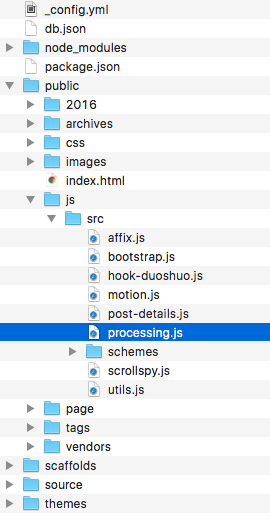 _config.yml
db.json
node_modules
package.json
public
2016
archives
css
images
index.html
js
src
affix.js
bootstrap.js
hook-duoshuo.js
motion.js
post-details.js
processing.js
schemes
scrollspy.js
utils.js
page
tags
vendors
scaffolds
source
themes